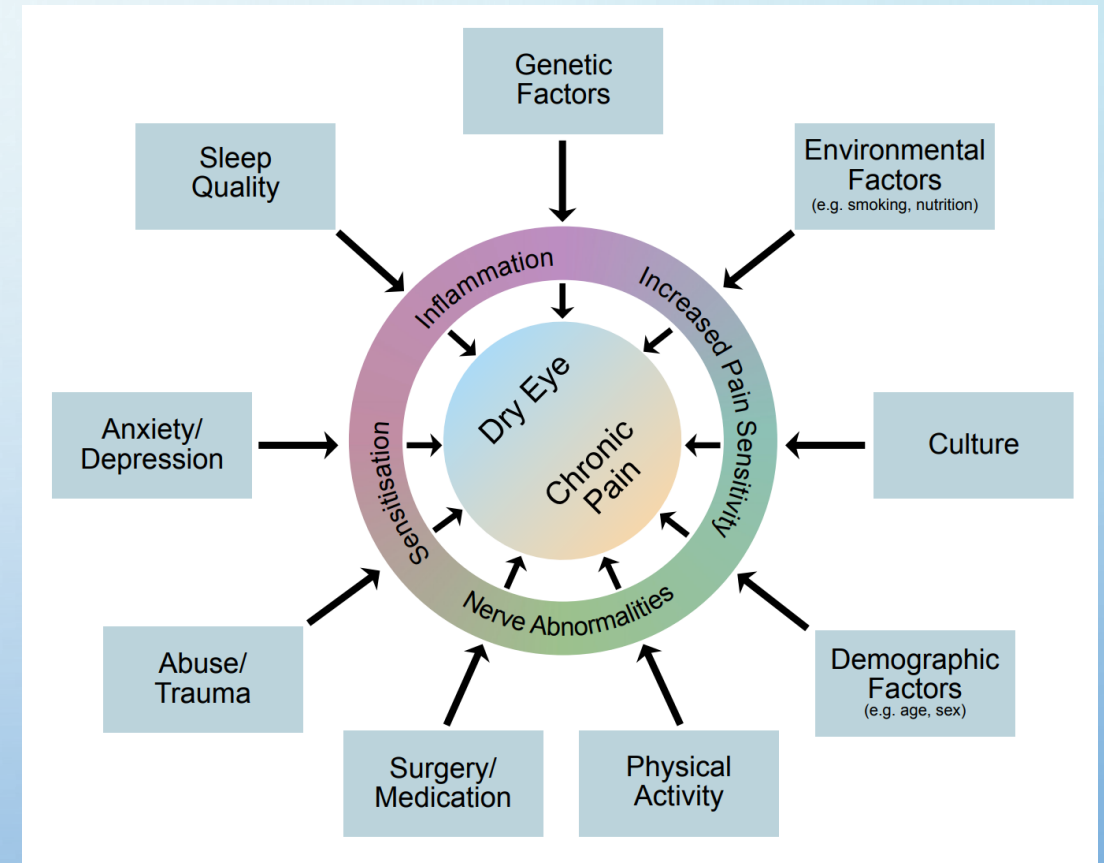 Genetic
Factors
Environmental
Factors
(e.g. smoking, nutrition)
Sleep
Quality
Inflammation
Increased Pain Sensitivity
Dry Eye
Chronic
Pain
Anxiety/
Depression
Culture
Sensitisation
Nerve Abnormalities
Abuse/
Trauma
Demographic
Factors
(e.g. age, sex)
Surgery/
Medication
Physical
Activity